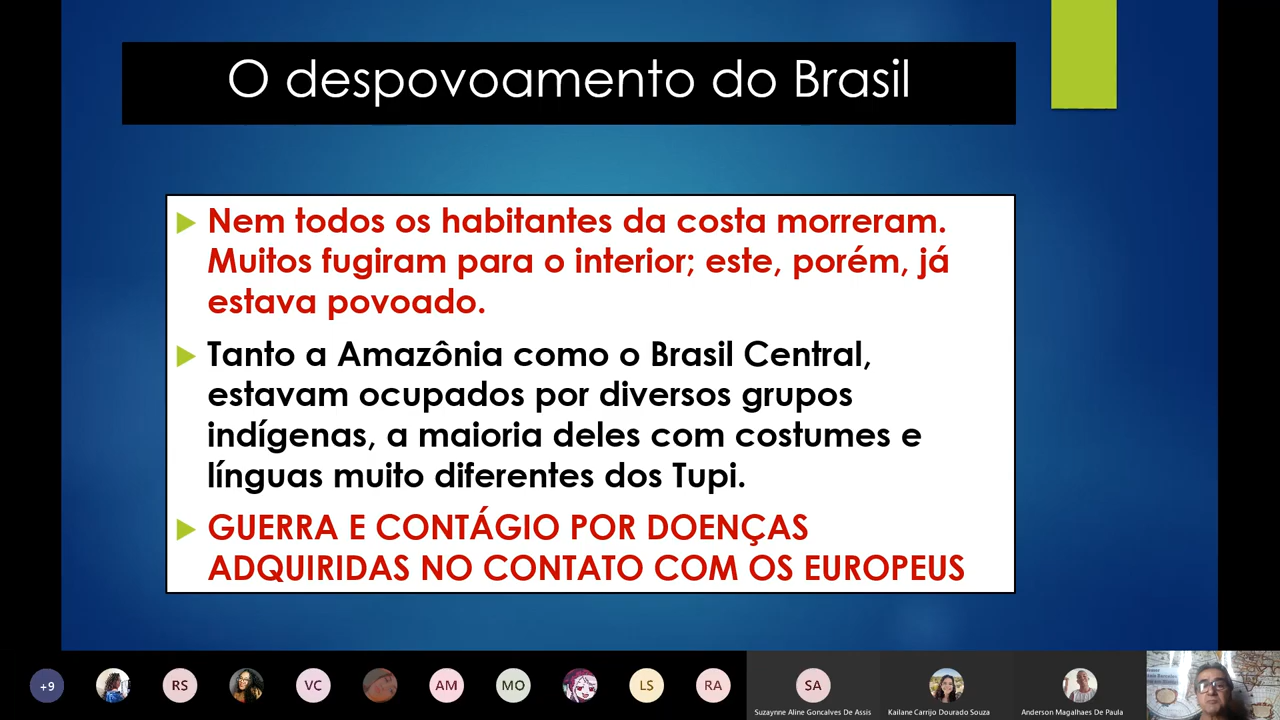 O despovoamento do Brasil
Nem todos os habitantes da costa morreram.
Muitos fugiram para o interior; este, porém, já
estava povoado.
Tanto a Amazônia como o Brasil Central,
estavam ocupados por diversos grupos
indígenas, a maioria deles com costumes e
línguas muito diferentes dos Tupi.
GUERRA E CONTÁGIO POR DOENÇAS
ADQUIRIDAS NO CONTATO COM OS EUROPEUS
+9
RS
VC
AM
MO
LS
RA
SA
Suzaynne Aline Goncalves De Assis
Kailane Carrijo Dourado Souza
Anderson Magalhaes De Paula